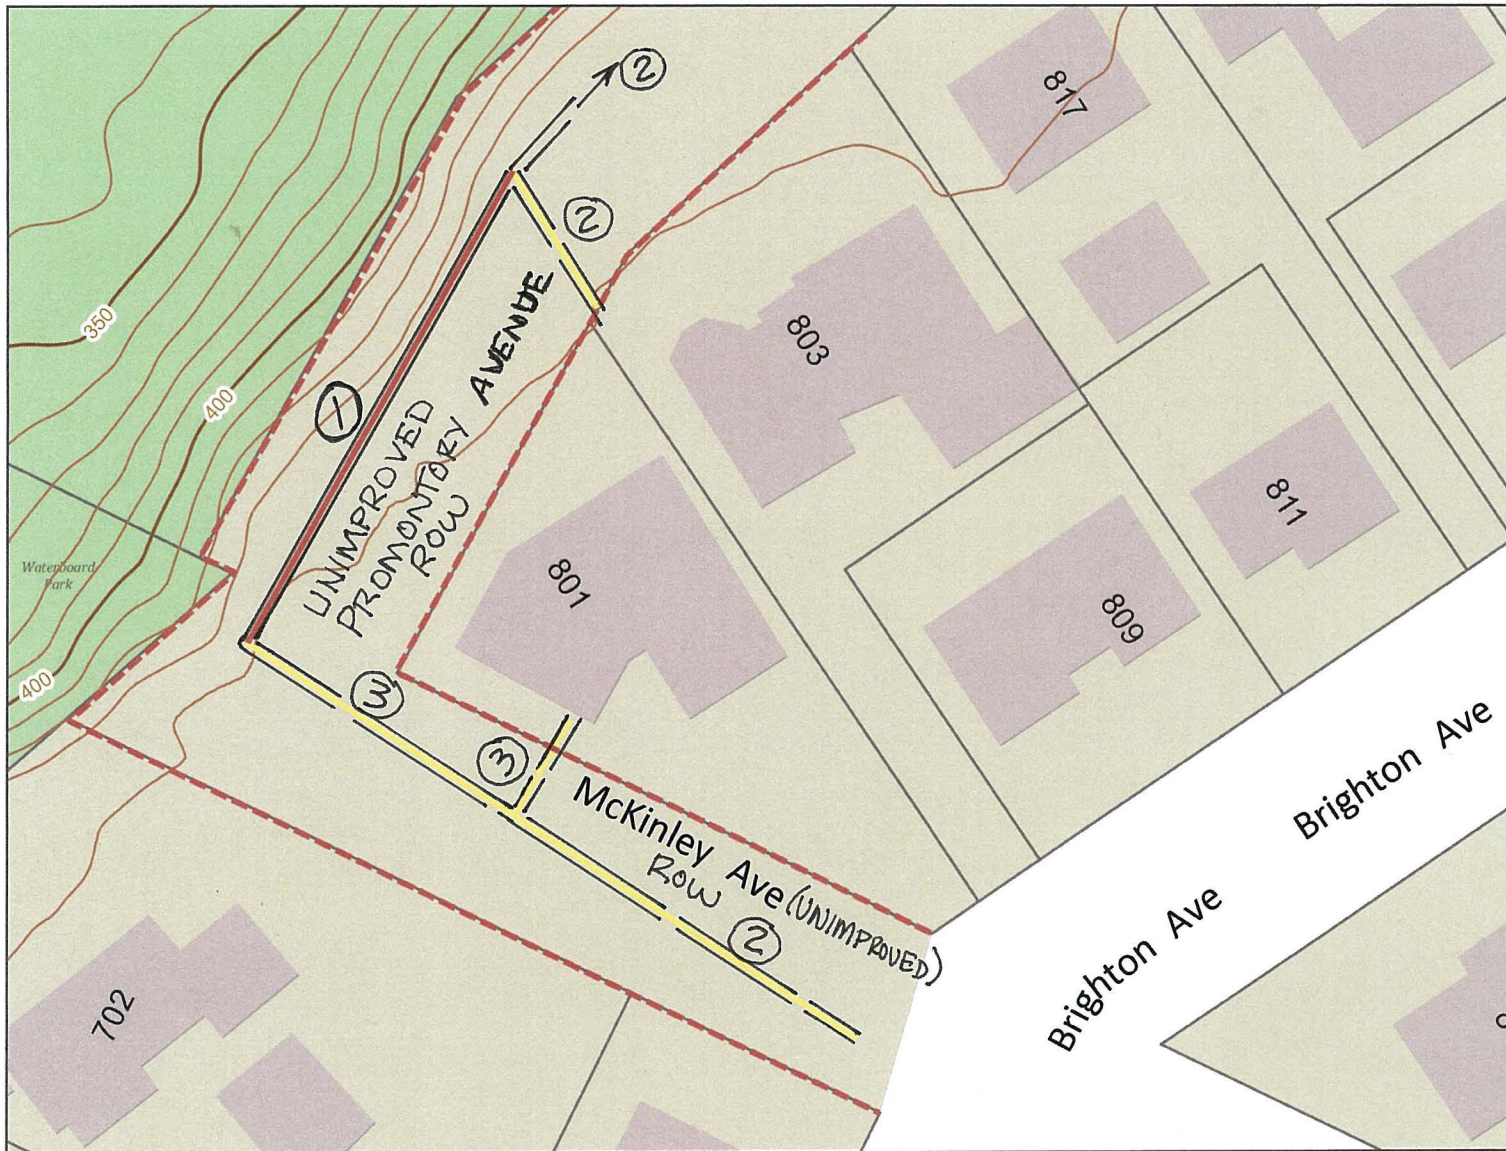 ②
817
②
350
803
①
400
UNIMPROVED
PROMONTORY AVENUE
ROW
811
801
Waterboard
Park
809
400
③
③
McKinley Ave (UNIMPROVED)
ROW
②
Brighton Ave
Brighton Ave
702